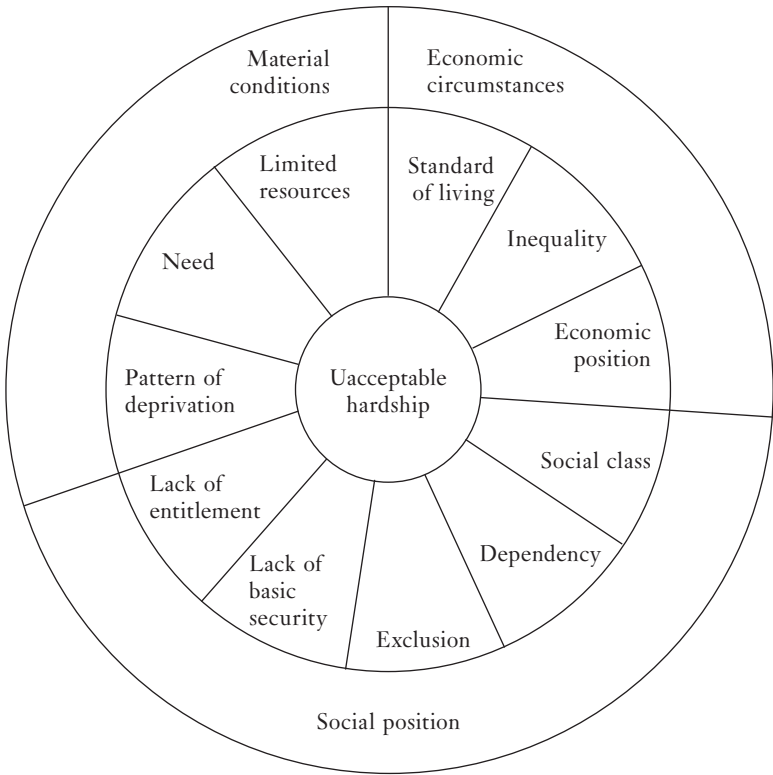 Material
conditions
Economic
circumstances
Limited
resources
Standard
of living
Inequality
Need
Economic
position
Pattern of
deprivation
Uacceptable
hardship
Social class
Lack of
entitlement
Dependency
Lack of
basic
security
Exclusion
Social position